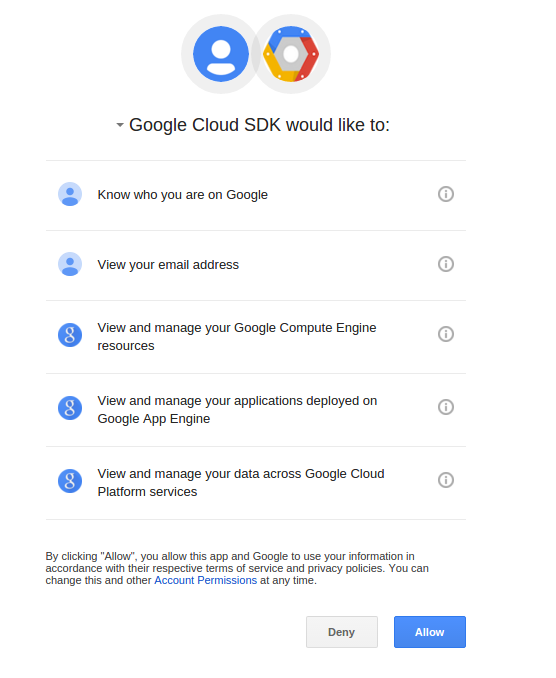 Google Cloud SDK would like to:
Know who you are on Google
View your email address
View and manage your Google Compute Engine
resources
View and manage your applications deployed on
Google App Engine
View and manage your data across Google Cloud
Platform services
By clicking "Allow", you allow this app and Google to use your information in
accordance with their respective terms of service and privacy policies. You can
change this and other Account Permissions at any time.
Deny
Allow